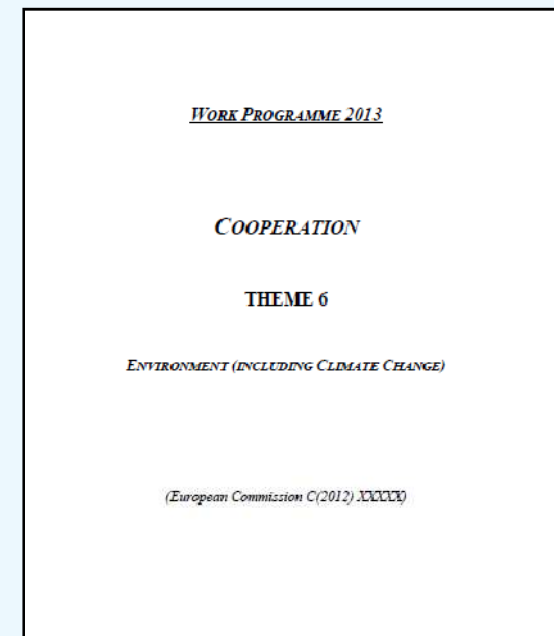 WORK PROGRAMME 2013
COOPERATION
THEME 6
ENVIRONMENT (INCLUDING CLIMATE CHANGE)
(European Commission C(2012) XXXXX)